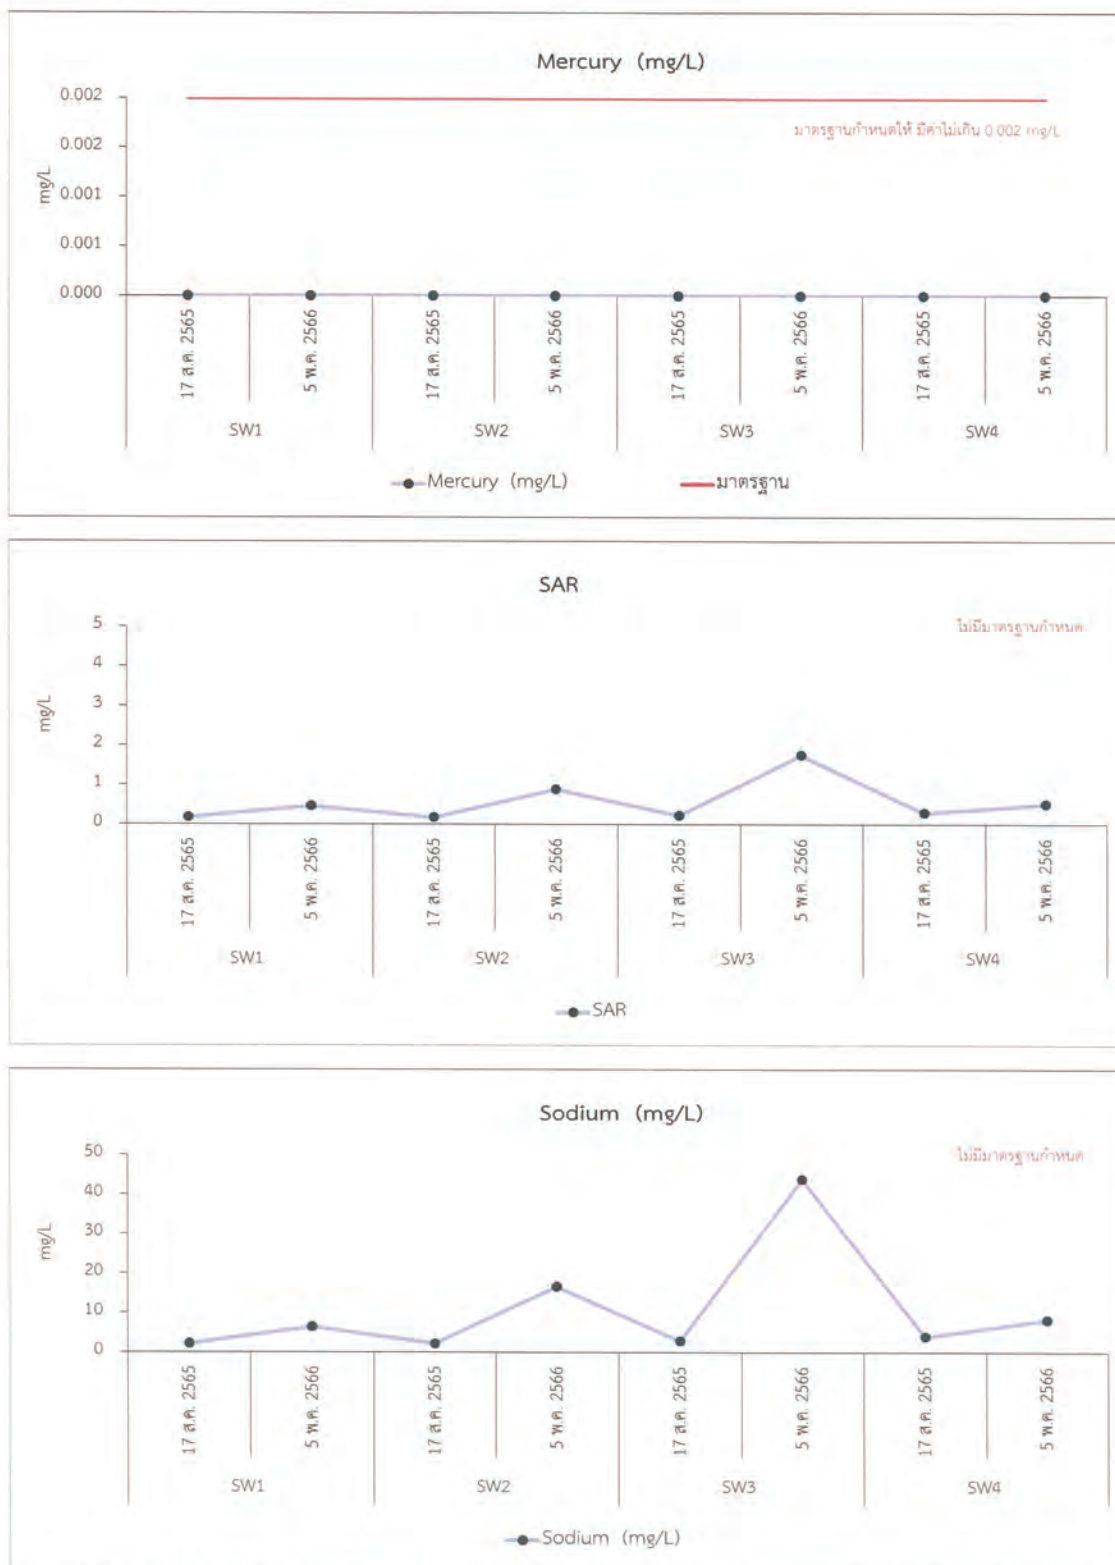 Mercury (mg/L)
0.002
0.002
0.001
0.001
0.000
mg/L
มาตรฐานกำหนดให้ มีค่าไม่เกิน 0.002 mg/L
17 ส.ค. 2565
5 พ.ค. 2566
17 ส.ค. 2565
5 พ.ค. 2566
17 ส.ค. 2565
5 พ.ค. 2566
17 ส.ค. 2565
5 พ.ค. 2566
SW1 SW2 SW3 SW4
Mercury (mg/L) มาตรฐาน
SAR
ไม่มีมาตรฐานกำหนด
5
4
3
2
1
0
mg/L
17 ส.ค. 2565
5 พ.ค. 2566
17 ส.ค. 2565
5 พ.ค. 2566
17 ส.ค. 2565
5 พ.ค. 2566
17 ส.ค. 2565
5 พ.ค. 2566
SW1 SW2 SW3 SW4
SAR
Sodium (mg/L)
ไม่มีมาตรฐานกำหนด
50
40
30
20
10
0
mg/L
17 ส.ค. 2565
5 พ.ค. 2566
17 ส.ค. 2565
5 พ.ค. 2566
17 ส.ค. 2565
5 พ.ค. 2566
17 ส.ค. 2565
5 พ.ค. 2566
SW1 SW2 SW3 SW4
Sodium (mg/L)